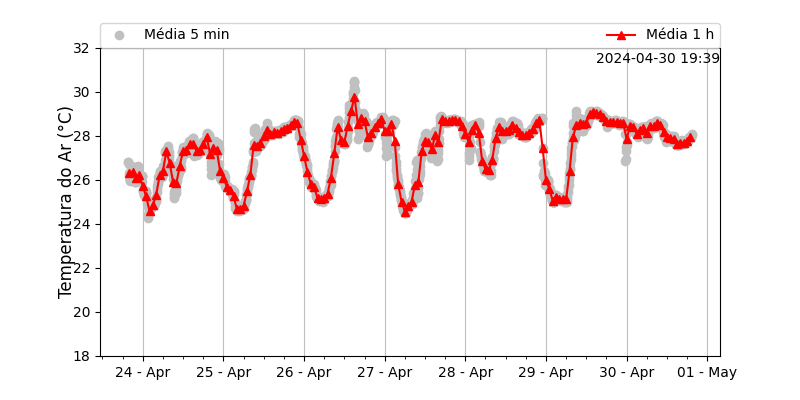 Média 5 min
Média 1 h
2024-04-30 19:39
Temperatura do Ar (°C)
32
30
28
26
24
22
20
18
24 - Apr
25 - Apr
26 - Apr
27 - Apr
28 - Apr
29 - Apr
30 - Apr
01 - May